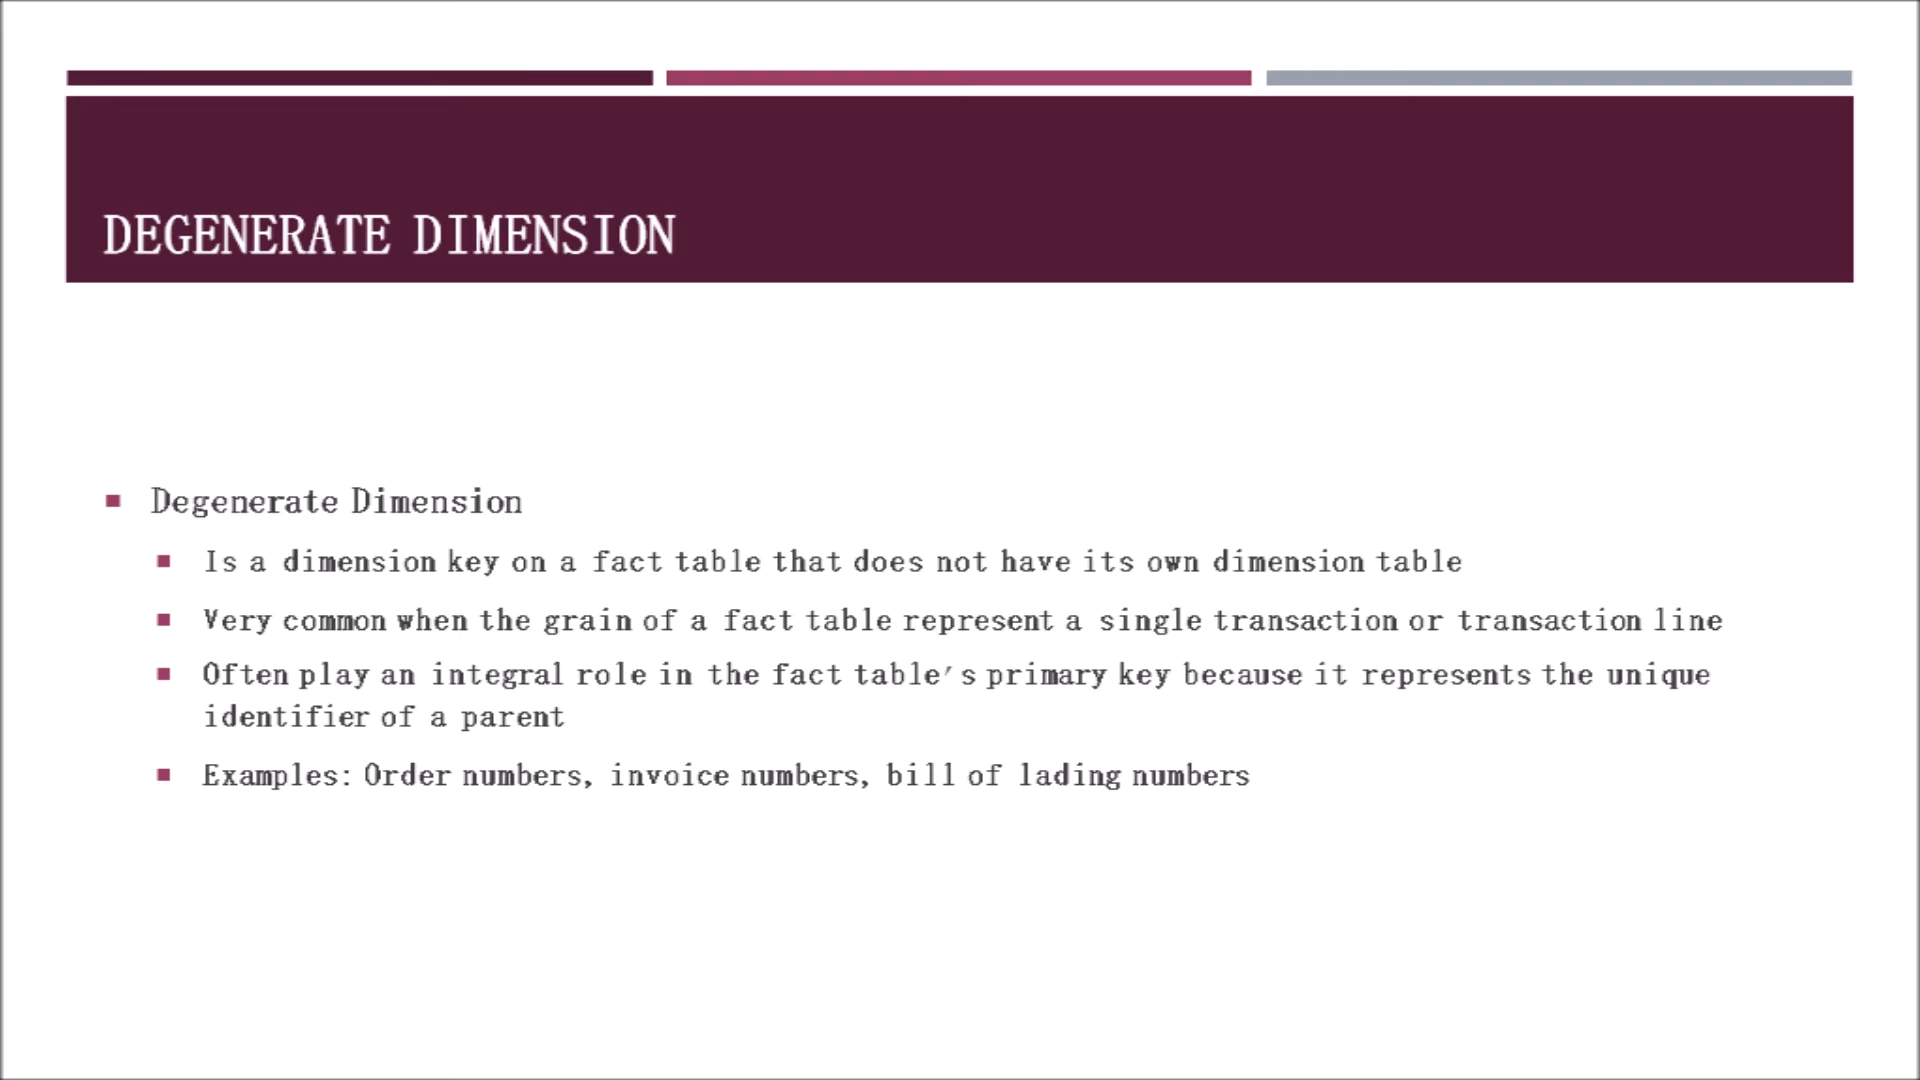 DEGENERATE DIMENSION
Degenerate Dimension
Is a dimension key on a fact table that does not have its own dimension table
Very common when the grain of a fact table represent a single transaction or transaction line
Often play an integral role in the fact table's primary key because it represents the unique
identifier of a parent
Examples: Order numbers, invoice numbers, bill of lading numbers